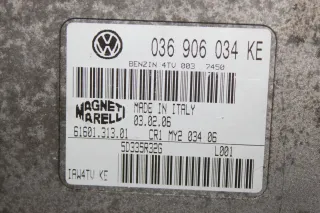 036 906 034 KE
BENZIN 4TV 003 7450
MAGNETI MARELLI
MADE IN ITALY
03.02.06
61601.313.01 CR1 MY2 034 06
5D335R32G L001
IAW4TV KE